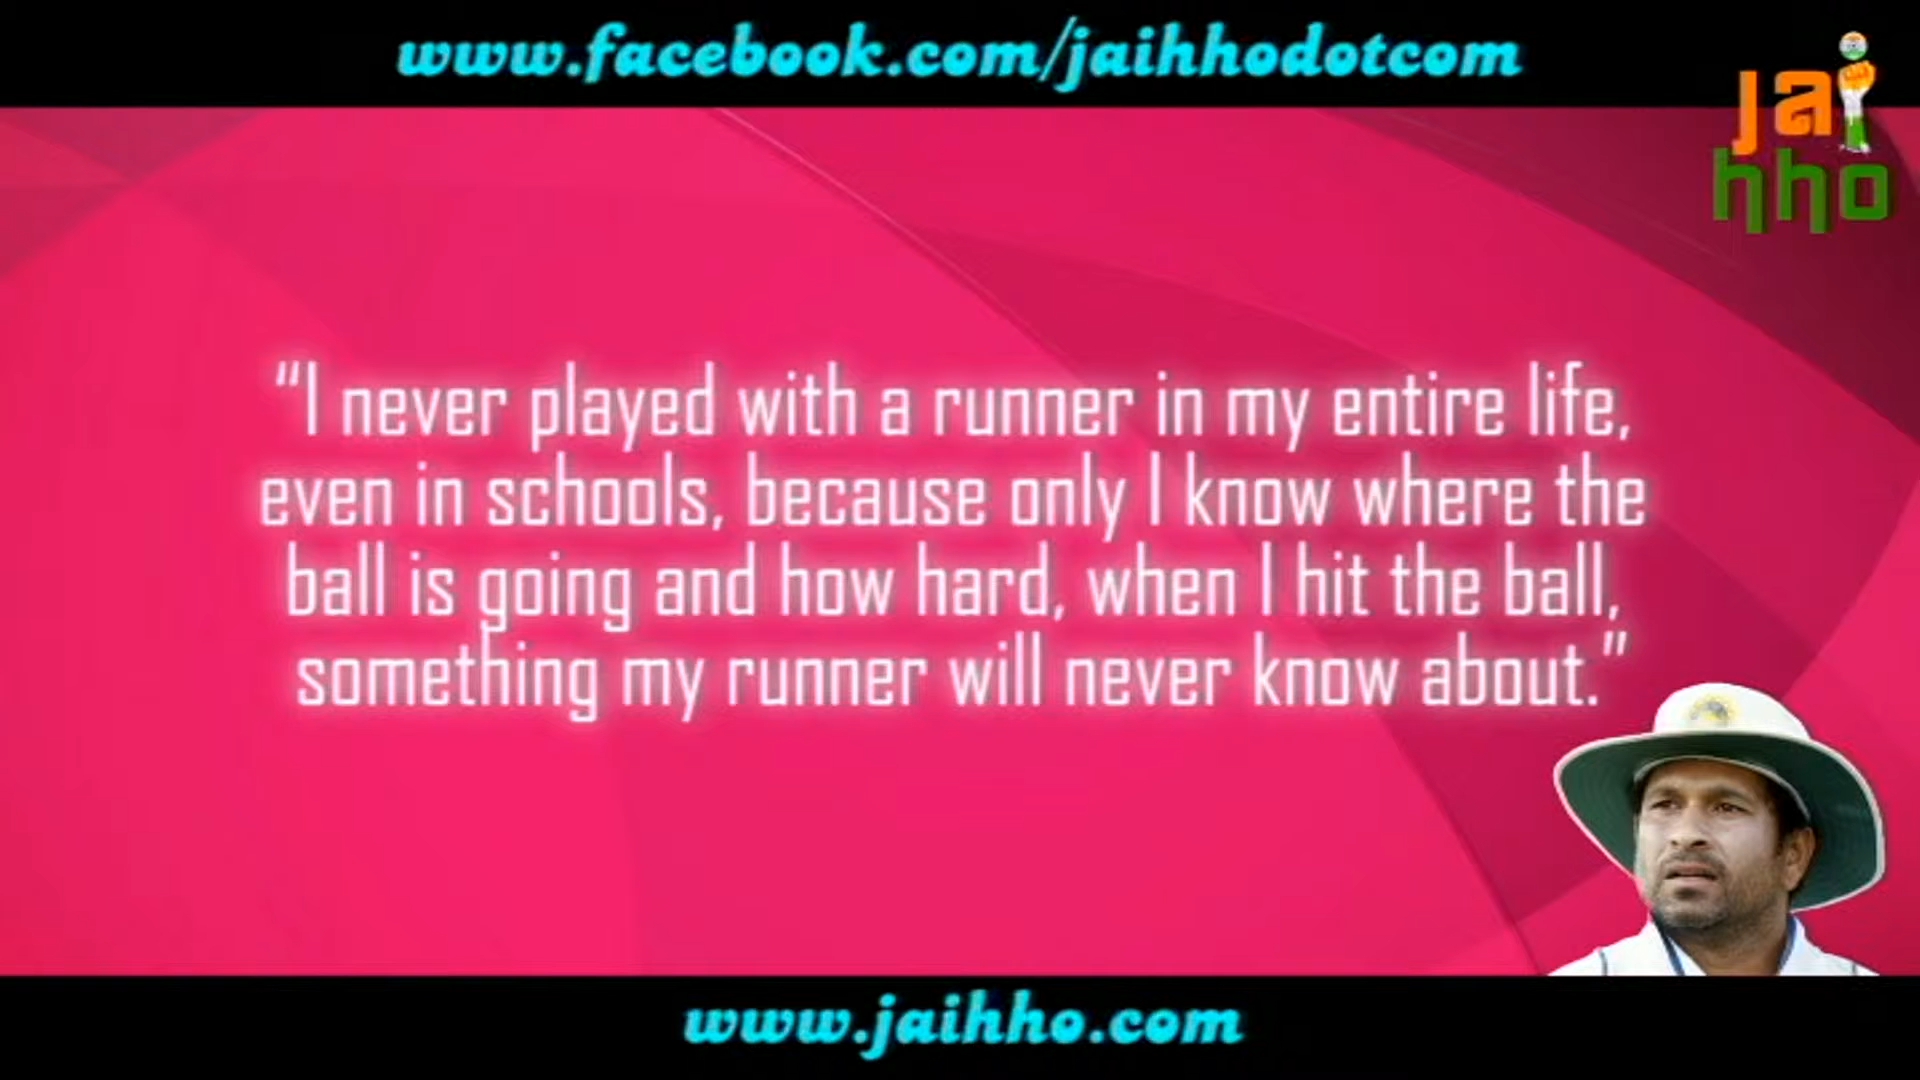 www.facebook.com/jaihhodotcom
jai
hho
“I never played with a runner in my entire life,
even in schools, because only I know where the
ball is going and how hard, when I hit the ball,
something my runner will never know about.”
www.jaihho.com